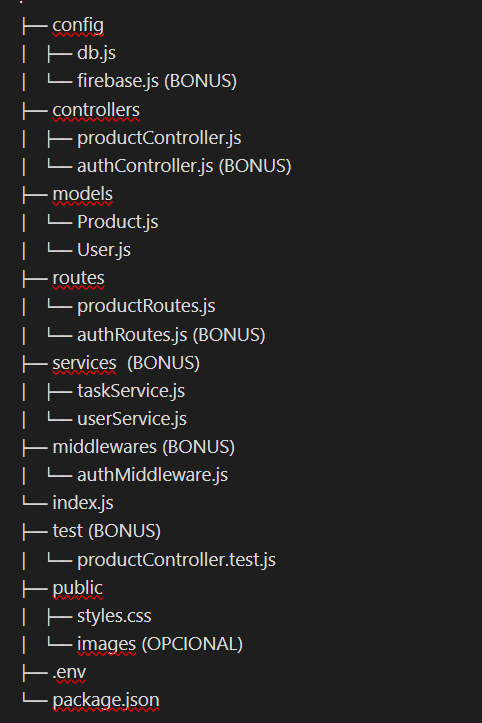 .
├── config
│   ├── db.js
│   └── firebase.js (BONUS)
├── controllers
│   ├── productController.js
│   └── authController.js (BONUS)
├── models
│   └── Product.js
│   └── User.js
├── routes
│   └── productRoutes.js
│   └── authRoutes.js (BONUS)
├── services  (BONUS)
│   ├── taskService.js
│   └── userService.js
├── middlewares (BONUS)
│   └── authMiddleware.js
└── index.js
├── test (BONUS)
│   └── productController.test.js
├── public
│   ├── styles.css
│   └── images (OPCIONAL)
├── .env
└── package.json